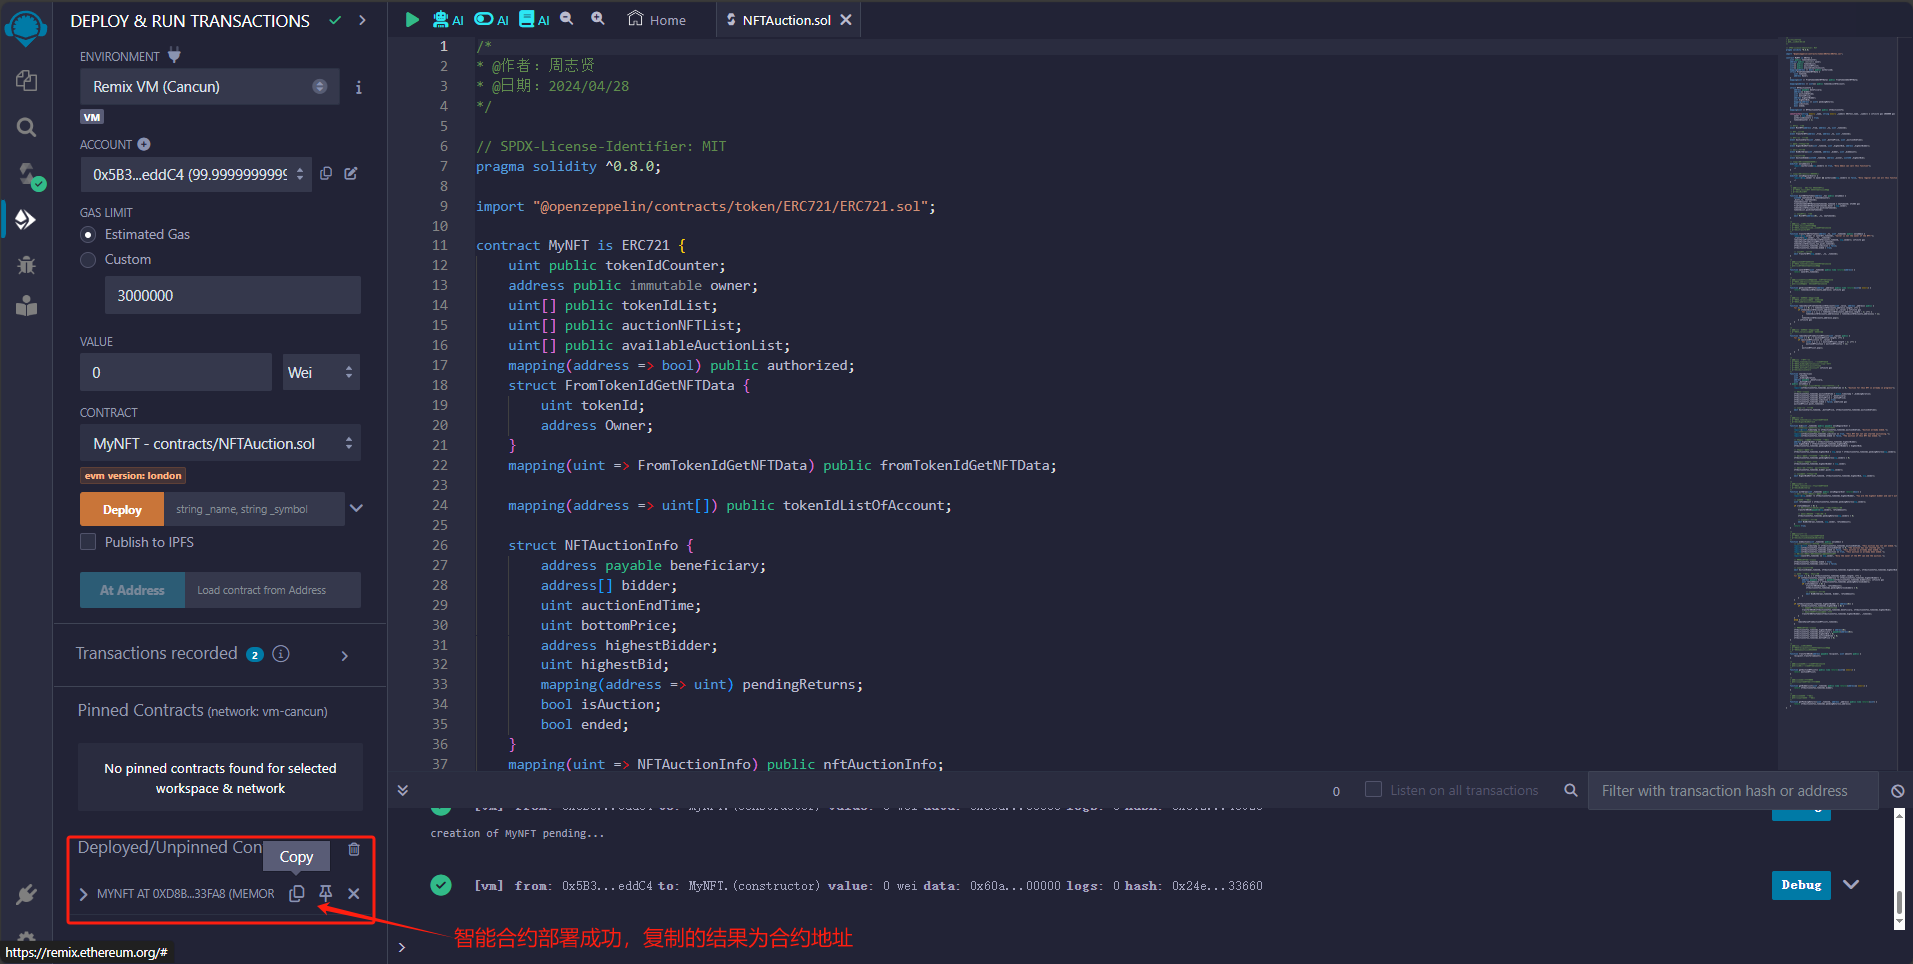 DEPLOY & RUN TRANSACTIONS
ENVIRONMENT
Remix VM (Cancun)
VM
ACCOUNT
0x5B3...eddC4 (99.9999999999
GAS LIMIT
Estimated Gas
Custom
3000000
VALUE
0
Wei
CONTRACT
MyNFT - contracts/NFTAuction.sol
evm version: london
Deploy
string _name, string _symbol
Publish to IPFS
At Address
Load contract from Address
Transactions recorded 2
Pinned Contracts (network: vm-cancun)
No pinned contracts found for selected
workspace & network
Deployed/Unpinned Con
Copy
MYNFT AT 0XD8B...33FA8 (MEMOR
https://remix.ethereum.org/#
AI AI AI Home NFTAuction.sol
1 /*
2 * @作者: 周志贤
3 * @日期: 2024/04/28
4 */
5
6 // SPDX-License-Identifier: MIT
7 pragma solidity ^0.8.0;
8
9 import "@openzeppelin/contracts/token/ERC721/ERC721.sol";
10
11 contract MyNFT is ERC721 {
12 uint public tokenIdCounter;
13 address public immutable owner;
14 uint[] public tokenIdList;
15 uint[] public auctionNFTList;
16 uint[] public availableAuctionList;
17 mapping(address => bool) public authorized;
18 struct FromTokenIdGetNFTData {
19 uint tokenId;
20 address Owner;
21 }
22 mapping(uint => FromTokenIdGetNFTData) public fromTokenIdGetNFTData;
23
24 mapping(address => uint[]) public tokenIdListOfAccount;
25
26 struct NFTAuctionInfo {
27 address payable beneficiary;
28 address[] bidder;
29 uint auctionEndTime;
30 uint bottomPrice;
31 address highestBidder;
32 uint highestBid;
33 mapping(address => uint) pendingReturns;
34 bool isAuction;
35 bool ended;
36 }
37 mapping(uint => NFTAuctionInfo) public nftAuctionInfo;
0
Listen on all transactions
Filter with transaction hash or address
creation of MyNFT pending...
[vm] from: 0x5B3...eddC4 to: MyNFT.(constructor) value: 0 wei data: 0x60a...00000 logs: 0 hash: 0x24e...33660
Debug
智能合约部署成功，复制的结果为合约地址